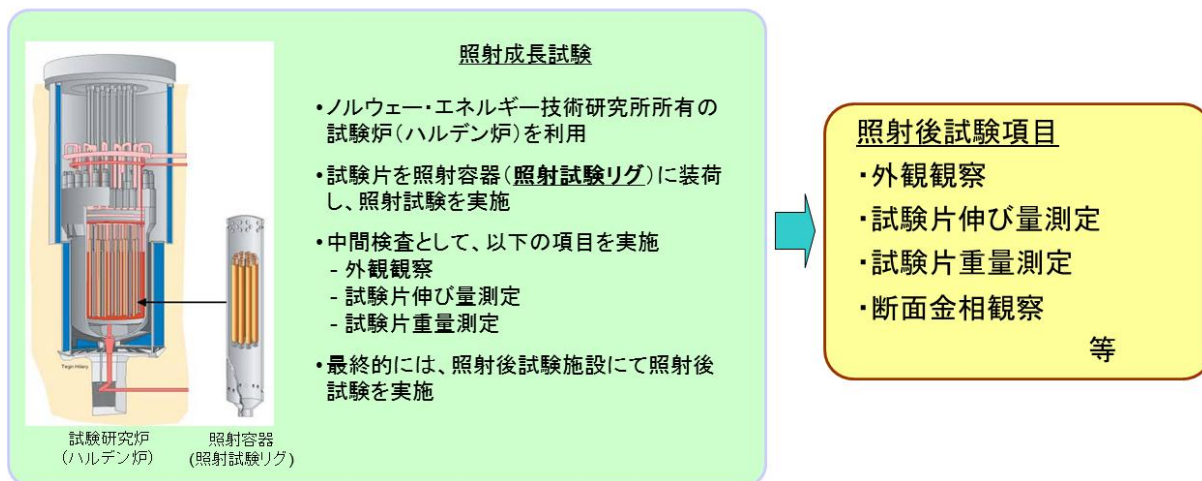 照射成長試験
•ノルウェー・エネルギー技術研究所所有の
試験炉(ハルデン炉)を利用
•試験片を照射容器(照射試験リグ)に装荷
し、照射試験を実施
•中間検査として、以下の項目を実施
- 外観観察
- 試験片伸び量測定
- 試験片重量測定
•最終的には、照射後試験施設にて照射後
試験を実施
試験研究炉
(ハルデン炉)
照射容器
(照射試験リグ)
照射後試験項目
・外観観察
・試験片伸び量測定
・試験片重量測定
・断面金相観察
等